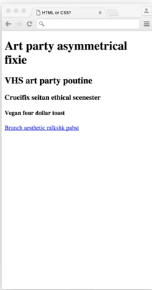 HTML or CSS?
Art party asymmetrical
fixie
VHS art party poutine
Crucifix seitan ethical scenester
Vegan four dollar toast
Brunch aesthetic mlkshk pabst